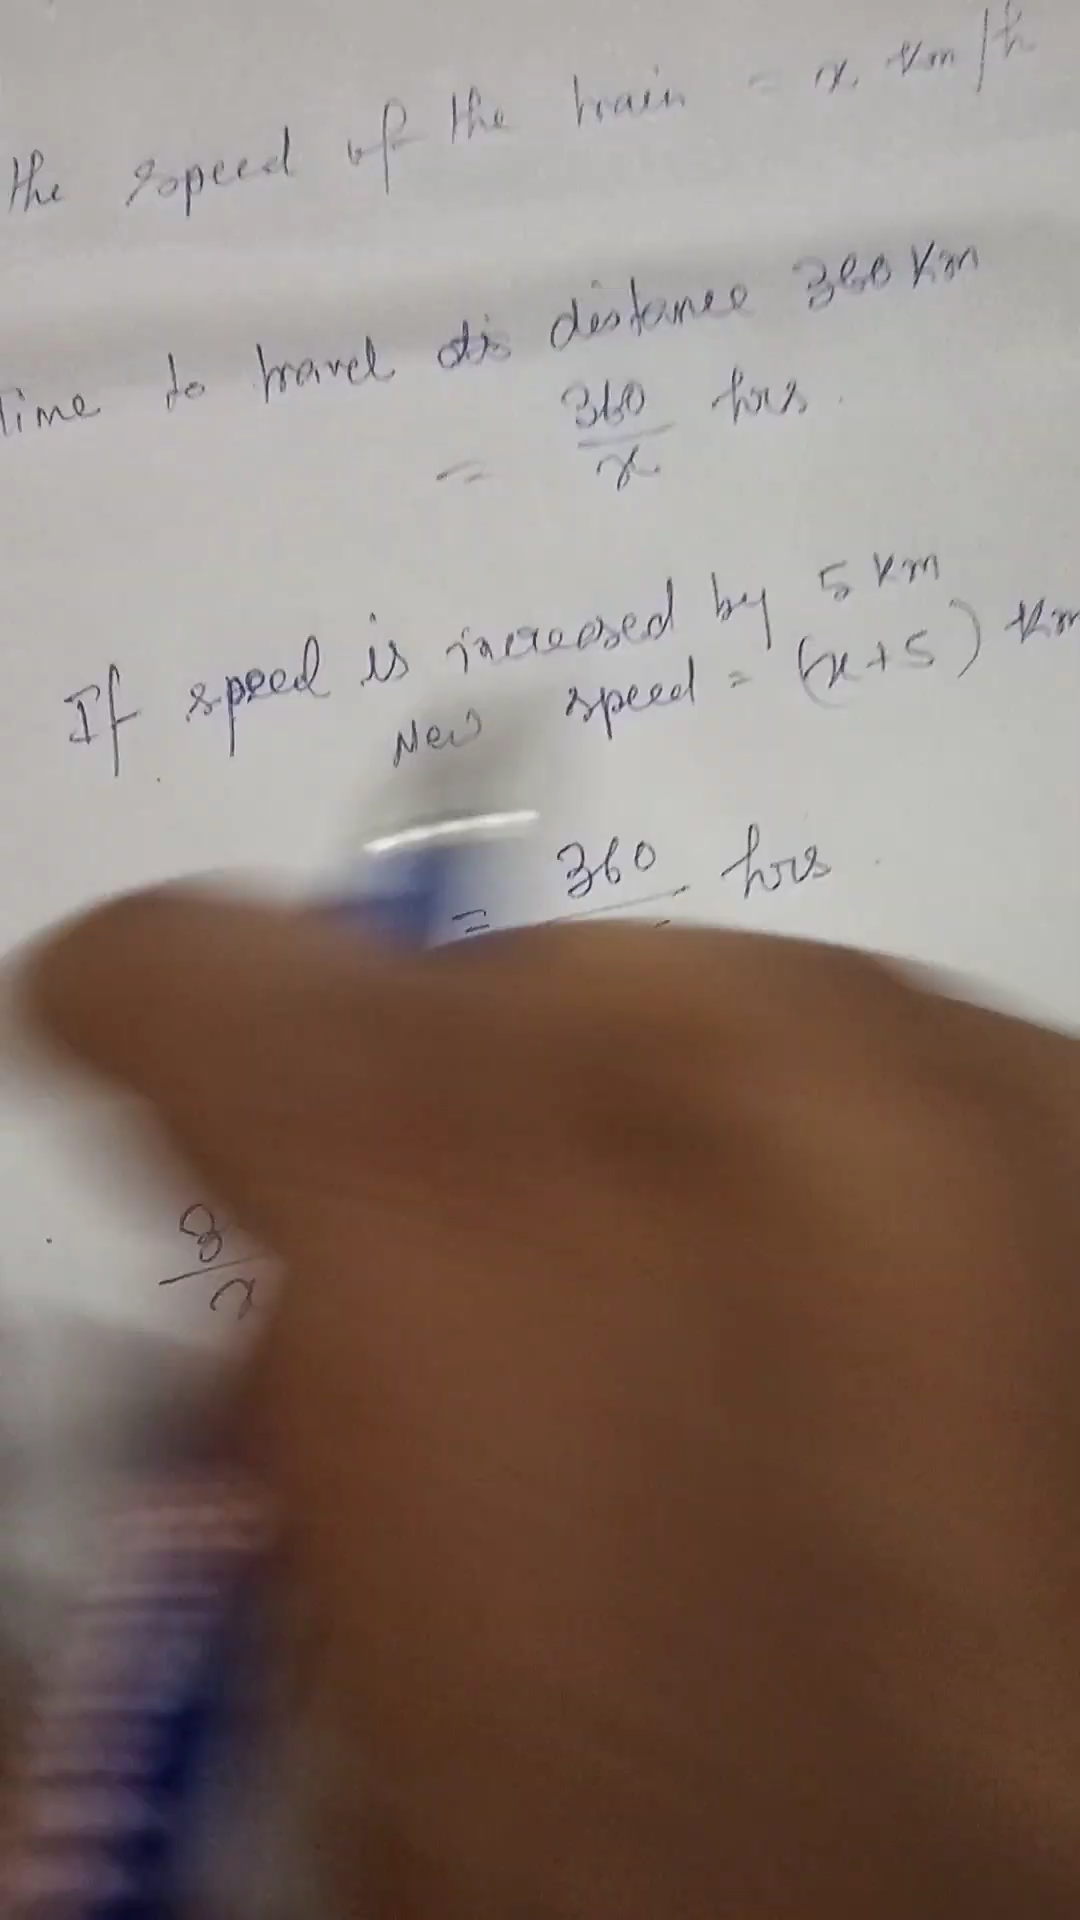 the speed of the train = x km/h
Time to travel dis distance 360 Km
= 360/x hrs.
If speed is increased by 5 km
New speed = (x+5) km
= 360 hrs
8/x